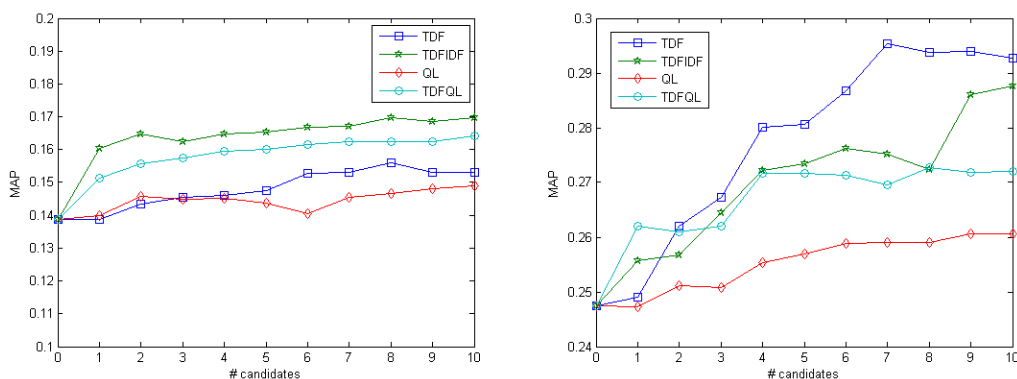 0.2
0.19
0.18
0.17
0.16
0.15
0.14
0.13
0.12
0.11
0.1
MAP
TDF
TDFIDF
QL
TDFQL
0 1 2 3 4 5 6 7 8 9 10
# candidates
0.3
0.29
0.28
0.27
0.26
0.25
0.24
MAP
TDF
TDFIDF
QL
TDFQL
0 1 2 3 4 5 6 7 8 9 10
# candidates